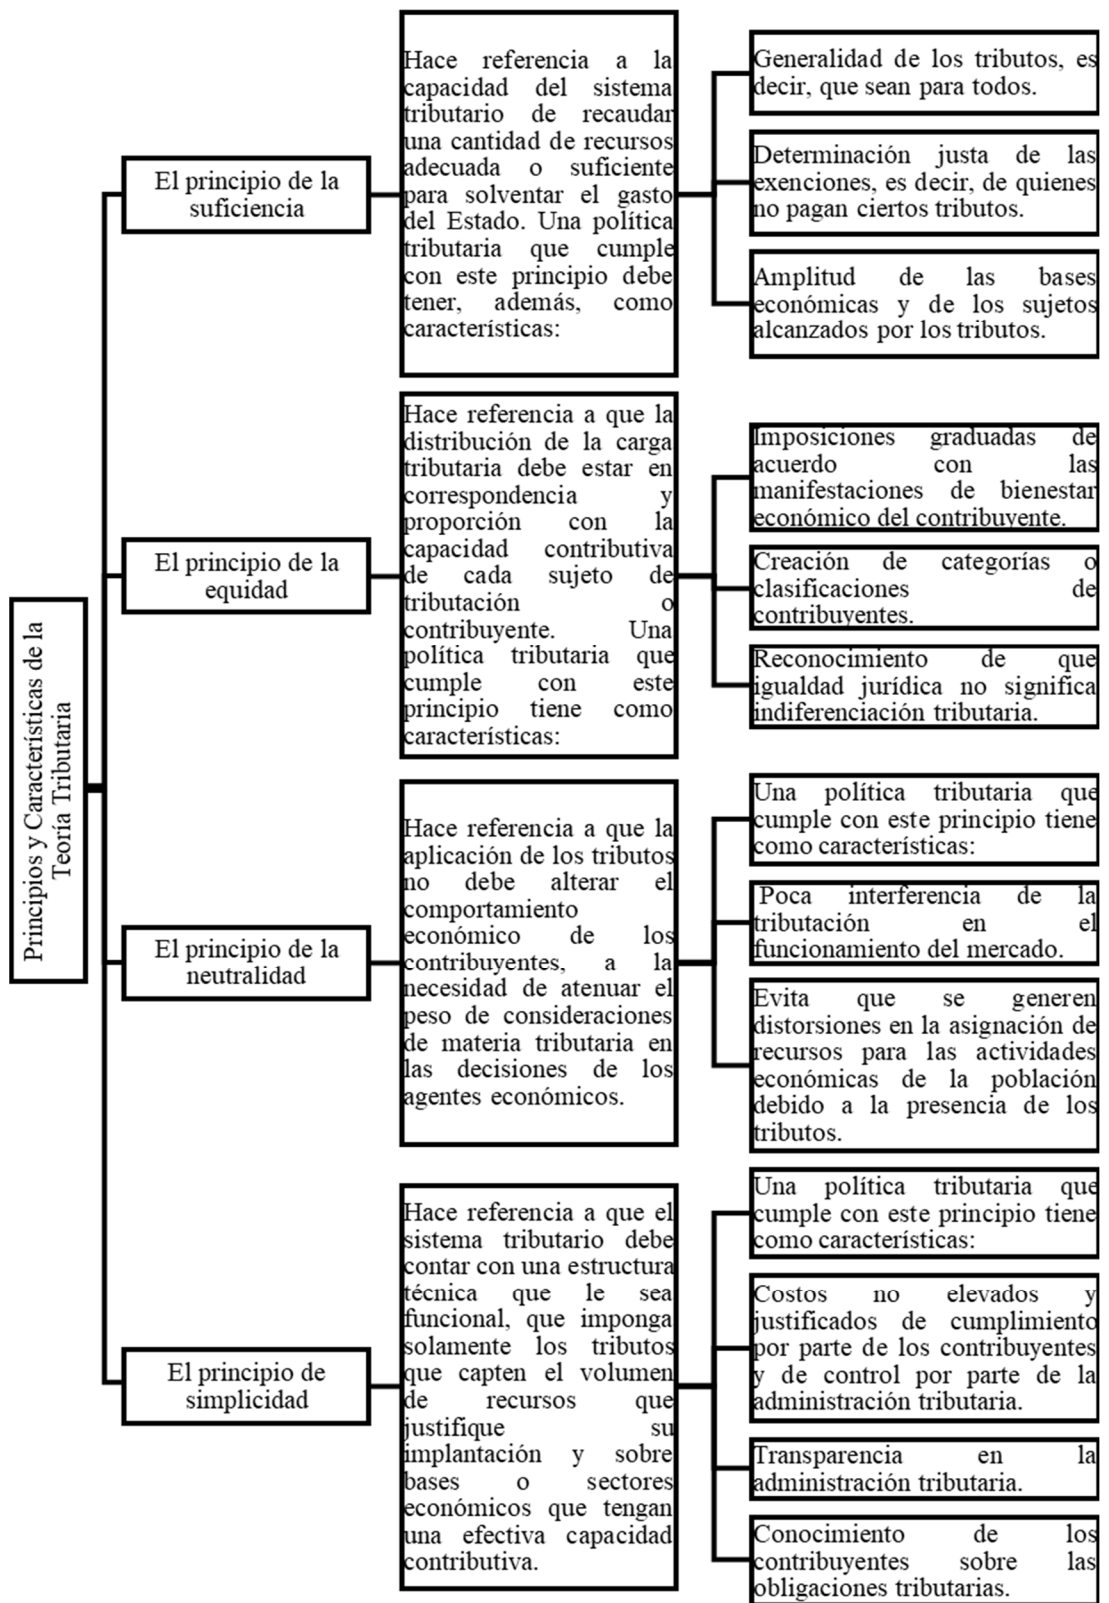 Principios y Características de la
Teoría Tributaria
El principio de la
suficiencia
Hace referencia a la
capacidad del sistema
tributario de recaudar
una cantidad de recursos
adecuada o suficiente
para solventar el gasto
del Estado. Una política
tributaria que cumple
con este principio debe
tener, además, como
características:
Generalidad de los tributos, es
decir, que sean para todos.
Determinación justa de las
exenciones, es decir, de quienes
no pagan ciertos tributos.
Amplitud de las bases
económicas y de los sujetos
alcanzados por los tributos.
El principio de la
equidad
Hace referencia a que la
distribución de la carga
tributaria debe estar en
correspondencia y
proporción con la
capacidad contributiva
de cada sujeto de
tributación o
contribuyente. Una
política tributaria que
cumple con este
principio tiene como
características:
Imposiciones graduadas de
acuerdo con las
manifestaciones de bienestar
económico del contribuyente.
Creación de categorías o
clasificaciones de
contribuyentes.
Reconocimiento de que
igualdad jurídica no significa
indiferenciación tributaria.
El principio de la
neutralidad
Hace referencia a que la
aplicación de los tributos
no debe alterar el
comportamiento
económico de los
contribuyentes, a la
necesidad de atenuar el
peso de consideraciones
de materia tributaria en
las decisiones de los
agentes económicos.
Una política tributaria que
cumple con este principio tiene
como características:
Poca interferencia de la
tributación en el
funcionamiento del mercado.
Evita que se generen
distorsiones en la asignación de
recursos para las actividades
económicas de la población
debido a la presencia de los
tributos.
El principio de
simplicidad
Hace referencia a que el
sistema tributario debe
contar con una estructura
técnica que le sea
funcional, que imponga
solamente los tributos
que capten el volumen
de recursos que
justifique su
implantación y sobre
bases o sectores
económicos que tengan
una efectiva capacidad
contributiva.
Una política tributaria que
cumple con este principio tiene
como características:
Costos no elevados y
justificados de cumplimiento
por parte de los contribuyentes
y de control por parte de la
administración tributaria.
Transparencia en la
administración tributaria.
Conocimiento de los
contribuyentes sobre las
obligaciones tributarias.